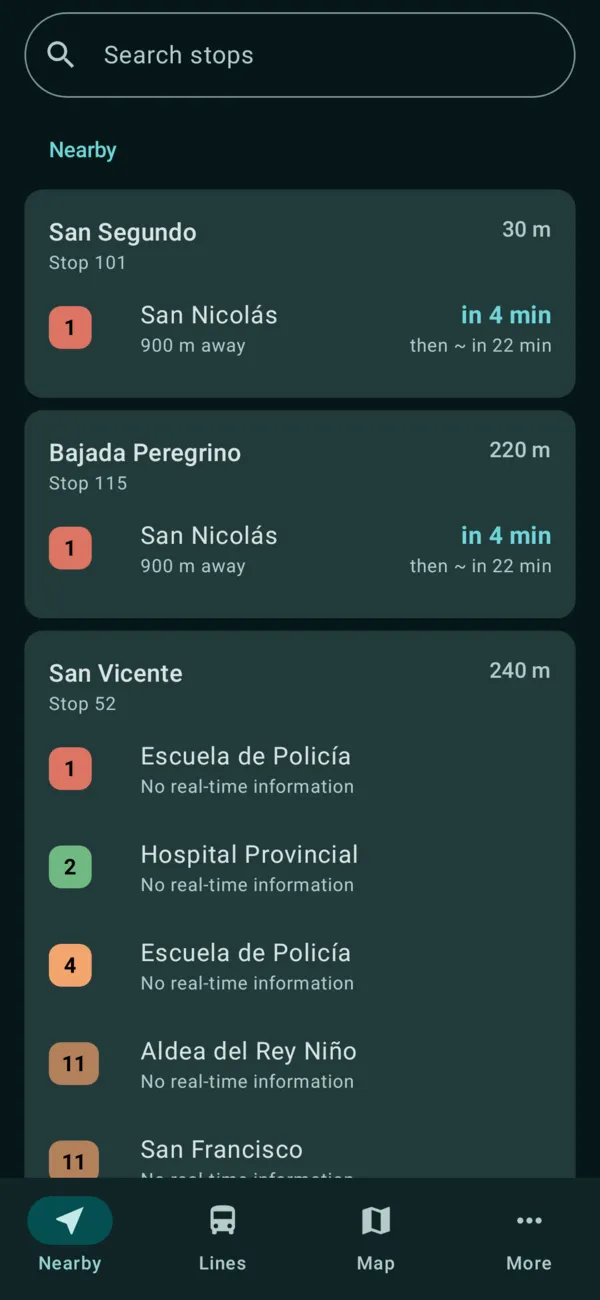 Search stops
Nearby
San Segundo
30 m
Stop 101
1
San Nicolás
in 4 min
900 m away
then ~ in 22 min
Bajada Peregrino
220 m
Stop 115
1
San Nicolás
in 4 min
900 m away
then ~ in 22 min
San Vicente
240 m
Stop 52
1
Escuela de Policía
No real-time information
2
Hospital Provincial
No real-time information
4
Escuela de Policía
No real-time information
11
Aldea del Rey Niño
No real-time information
11
San Francisco
No real-time information
Nearby
Lines
Map
More